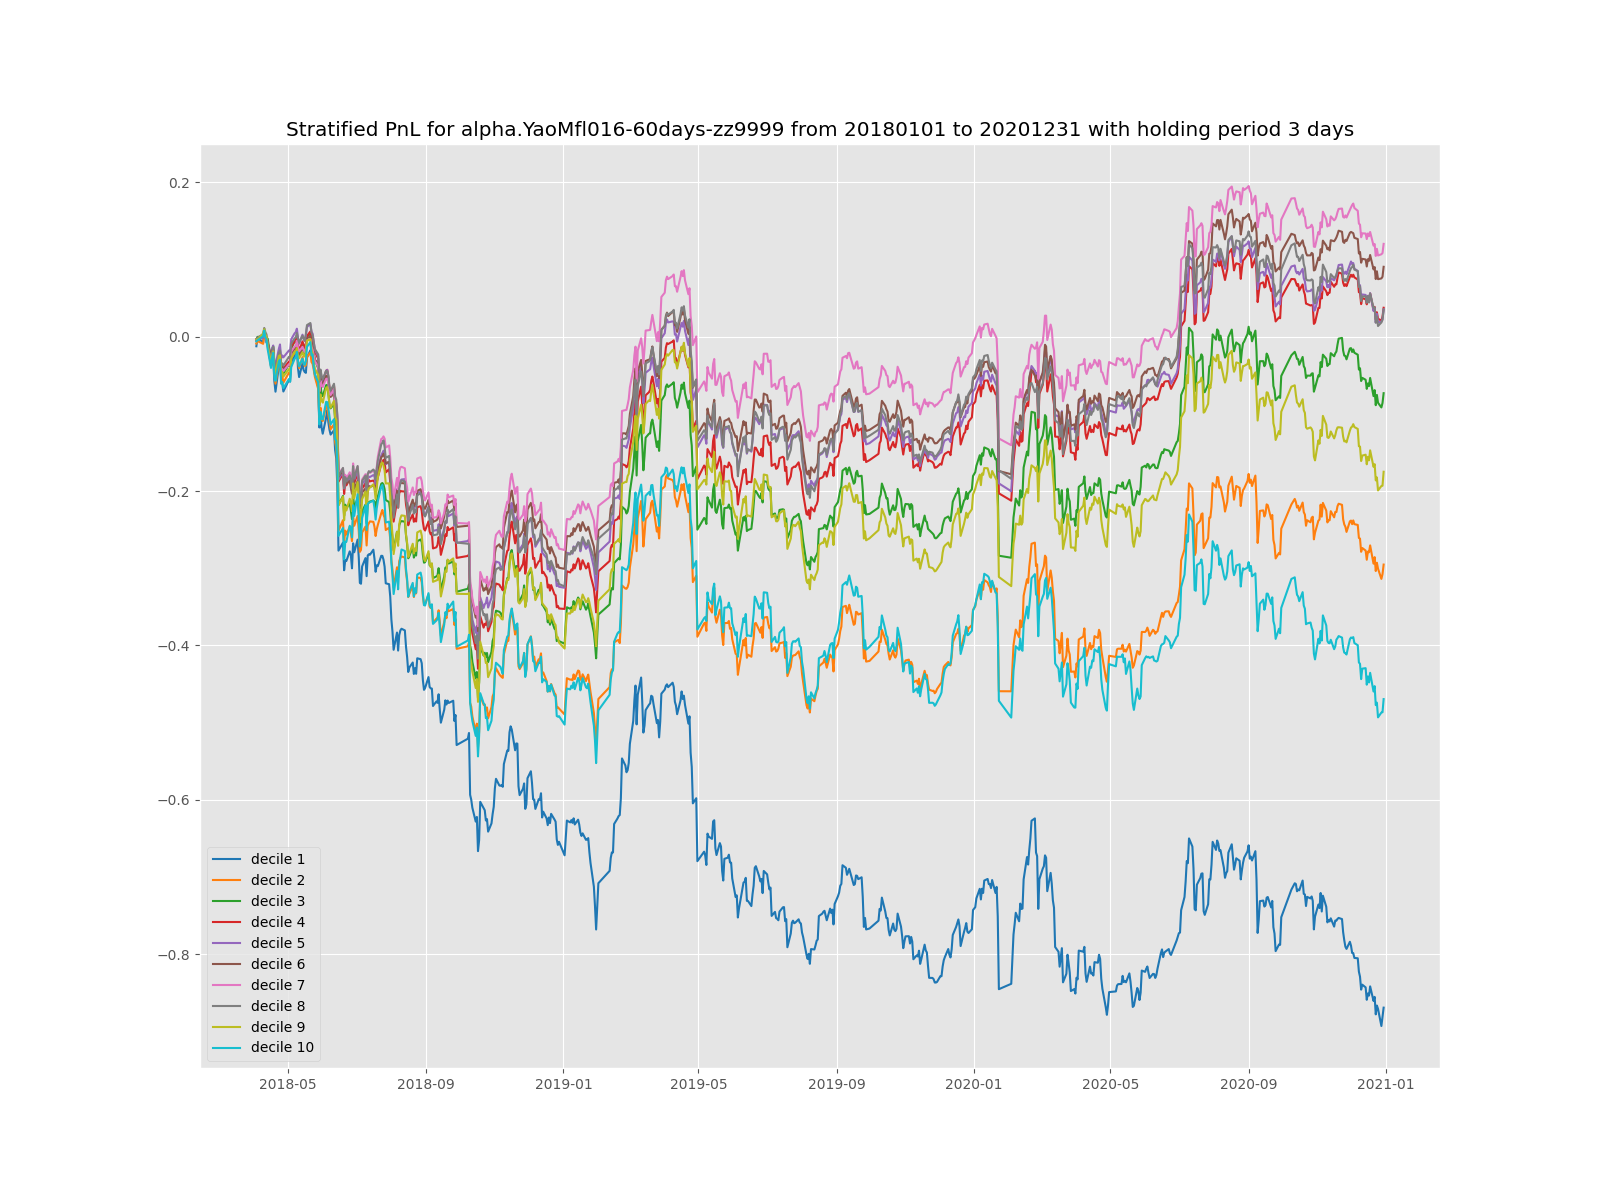 Stratified PnL for alpha.YaoMfl016-60days-zz9999 from 20180101 to 20201231 with holding period 3 days
0.2
0.0
−0.2
−0.4
−0.6
−0.8
decile 1
decile 2
decile 3
decile 4
decile 5
decile 6
decile 7
decile 8
decile 9
decile 10
2018-05 2018-09 2019-01 2019-05 2019-09 2020-01 2020-05 2020-09 2021-01